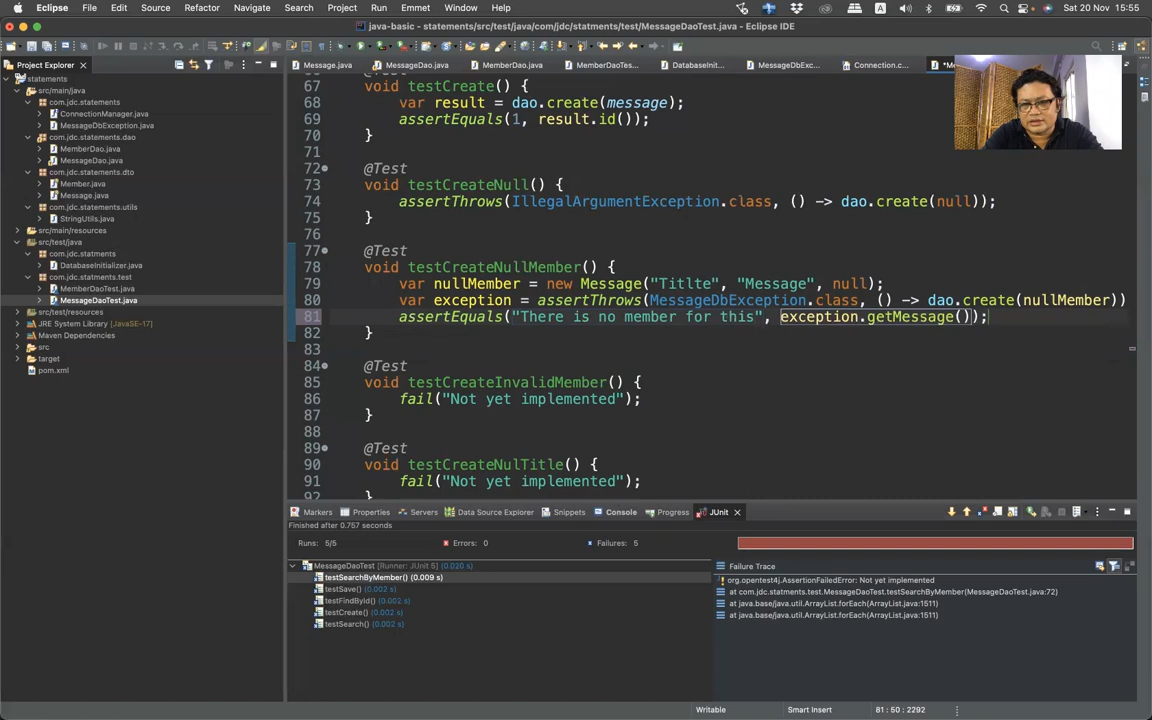 Eclipse File Edit Source Refactor Navigate Search Project Run Emmet Window Help A Sat 20 Nov 15:55
java-basic - statements/src/test/java/com/jdc/statments/test/MessageDaoTest.java - Eclipse IDE
Project Explorer
Message.java MessageDao.java MemberDao.java MemberDaoTes... DatabaseInit... MessageDbExc... Connection.c...
statements
src/main/java
com.jdc.statements
ConnectionManager.java
MessageDbException.java
com.jdc.statements.dao
MemberDao.java
MessageDao.java
com.jdc.statements.dto
Member.java
Message.java
com.jdc.statements.utils
StringUtils.java
src/main/resources
src/test/java
com.jdc.statments
DatabaseInitializer.java
com.jdc.statments.test
MemberDaoTest.java
MessageDaoTest.java
src/test/resources
JRE System Library [JavaSE-17]
Maven Dependencies
src
target
pom.xml
67 void testCreate() {
68 var result = dao.create(message);
69 assertEquals(1, result.id());
70 }
71
72 @Test
73 void testCreateNull() {
74 assertThrows(IllegalArgumentException.class, () -> dao.create(null));
75 }
76
77 @Test
78 void testCreateNullMember() {
79 var nullMember = new Message("Titlte", "Message", null);
80 var exception = assertThrows(MessageDbException.class, () -> dao.create(nullMember))
81 assertEquals("There is no member for this", exception.getMessage());
82 }
83
84 @Test
85 void testCreateInvalidMember() {
86 fail("Not yet implemented");
87 }
88
89 @Test
90 void testCreateNulTitle() {
91 fail("Not yet implemented");
92 }
Markers Properties Servers Data Source Explorer Snippets Console Progress JUnit
Finished after 0.757 seconds
Runs: 5/5 Errors: 0 Failures: 5
MessageDaoTest [Runner: JUnit 5] (0.020 s)
testSearchByMember() (0.009 s)
testSave() (0.002 s)
testFindById() (0.002 s)
testCreate() (0.002 s)
testSearch() (0.002 s)
Failure Trace
org.opentest4j.AssertionFailedError: Not yet implemented
at com.jdc.statements.test.MessageDaoTest.testSearchByMember(MessageDaoTest.java:72)
at java.base/java.util.ArrayList.forEach(ArrayList.java:1511)
at java.base/java.util.ArrayList.forEach(ArrayList.java:1511)
Writable Smart Insert 81 : 50 : 2292